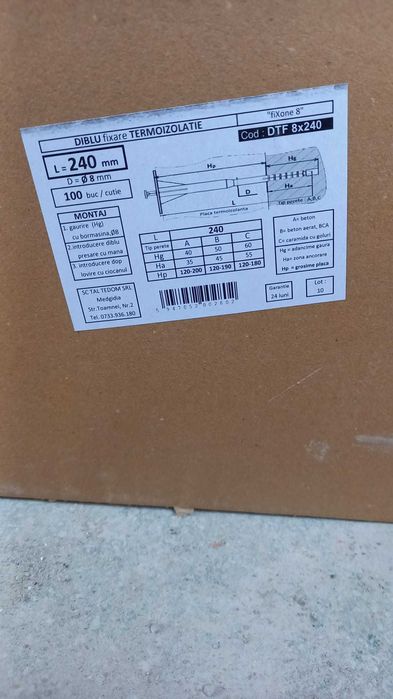 DIBLU fixare TERMOIZOLATIE
"fiXone 8"
Cod : DTF 8x240
L = 240 mm
D = Ø 8 mm
100 buc / cutie
Hp
Hg
Ha
D
L
Placa termoizolanta
Tip perete : A,B,C
MONTAJ
1. gaurire (Hg)
cu bormasina,Ø8
2.introducere diblu
presare cu mana
3. introducere dop
lovire cu ciocanul
240
Tip perete A B C
Hg 40 50 60
Ha 35 45 55
Hp 120-200 120-190 120-180
A= beton
B= beton aerat, BCA
C= caramida cu goluri
Hg = adancime gaura
Ha= zona ancorare
Hp = grosime placa
SC TAL TEDOM SRL
Medgidia
Str.Toamnei, Nr.2
Tel. 0733.936.180
Garantie
24 luni
Lot :
10